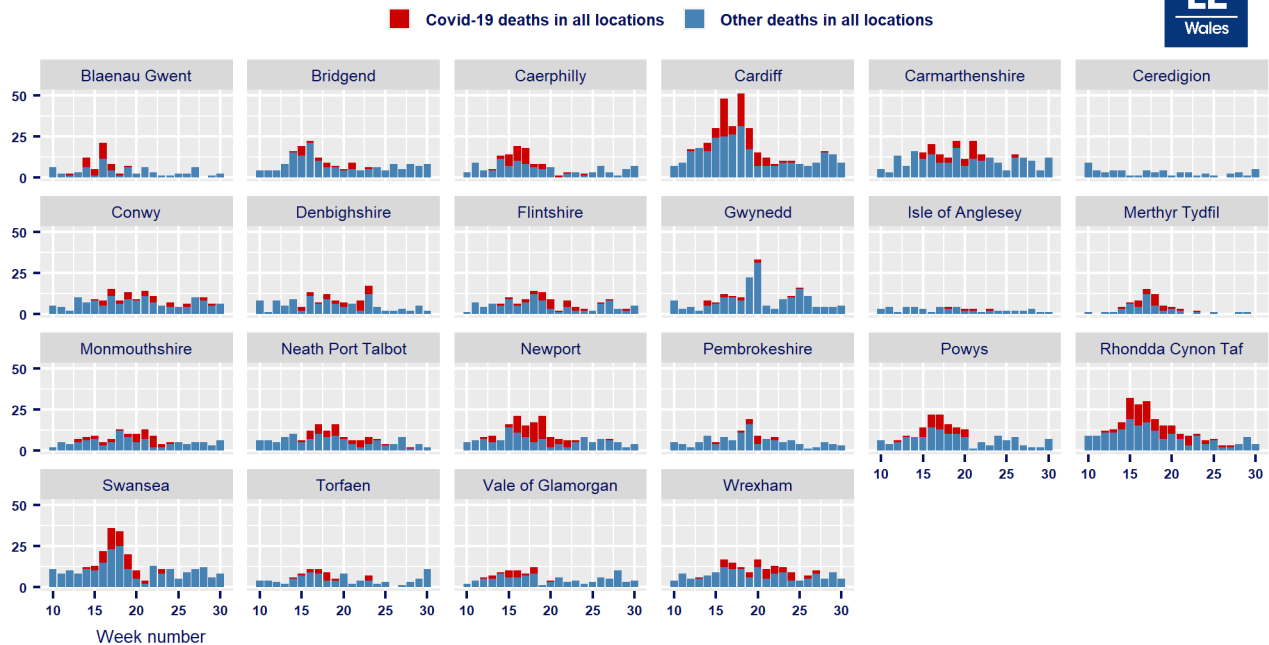 Covid-19 deaths in all locations Other deaths in all locations
Wales
Blaenau Gwent Bridgend Caerphilly Cardiff Carmarthenshire Ceredigion
50
25
0
Conwy Denbighshire Flintshire Gwynedd Isle of Anglesey Merthyr Tydfil
50
25
0
Monmouthshire Neath Port Talbot Newport Pembrokeshire Powys Rhondda Cynon Taf
50
25
0
10 15 20 25 30 10 15 20 25 30
Swansea Torfaen Vale of Glamorgan Wrexham
50
25
0
10 15 20 25 30 10 15 20 25 30 10 15 20 25 30 10 15 20 25 30
Week number